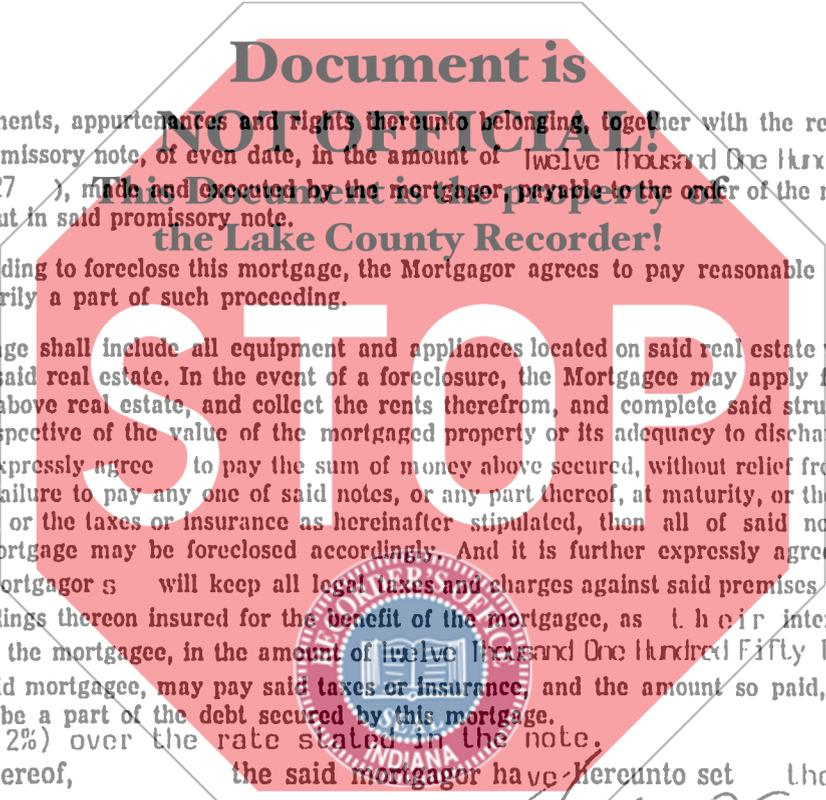 Document is
NOT OFFICIAL!
This Document is the property of
the Lake County Recorder!
STOP
appurtenances and rights thereunto belonging, together with the
missory note, of even date, in the amount of Twelve Thousand One
27 ), made and executed by the mortgagor, payable to the order of the
ut in said promissory note.
ding to foreclose this mortgage, the Mortgagor agrees to pay reasonable
rily a part of such proceeding.
age shall include all equipment and appliances located on said real estate
said real estate. In the event of a foreclosure, the Mortgagee may apply
above real estate, and collect the rents therefrom, and complete said stru
spective of the value of the mortgaged property or its adequacy to discha
xpressly agree to pay the sum of money above secured, without relief fr
ailure to pay any one of said notes, or any part thereof, at maturity, or th
or the taxes or insurance as hereinafter stipulated, then all of said no
ortgage may be foreclosed accordingly. And it is further expressly agre
ortgagor s will keep all legal taxes and charges against said premises
dings thereon insured for the benefit of the mortgagee, as their inte
the mortgagee, in the amount of Twelve Thousand One Hundred Fifty
id mortgagee, may pay said taxes or insurance, and the amount so paid,
be a part of the debt secured by this mortgage.
2%) over the rate stated in the note.
ereof, the said mortgagor have hereunto set
RECORDER'S OFFICE
SEAL
INDIANA